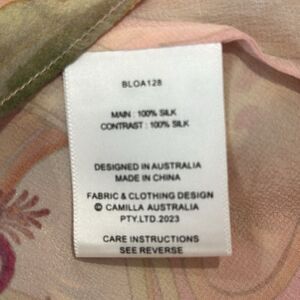 BLOA128
MAIN : 100% SILK
CONTRAST : 100% SILK
DESIGNED IN AUSTRALIA
MADE IN CHINA
FABRIC & CLOTHING DESIGN
© CAMILLA AUSTRALIA
PTY.LTD.2023
CARE INSTRUCTIONS
SEE REVERSE